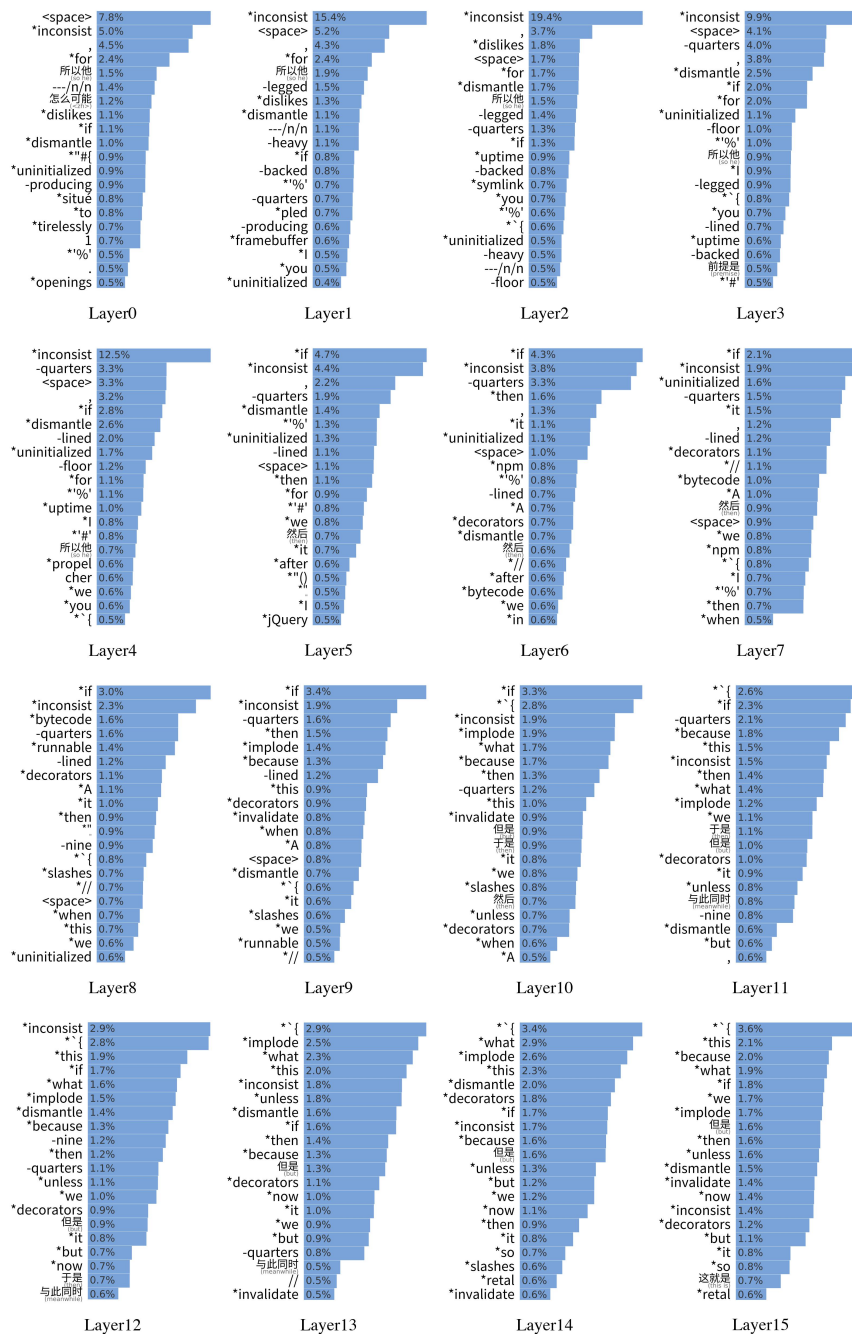 <space> 7.8%
*inconsist 5.0%
, 4.5%
*for 2.4%
所以他 1.5%
(so he)
---/n/n 1.4%
怎么可能 1.2%
*dislikes 1.1%
*if 1.1%
*dismantle 1.0%
*"#{ 0.9%
*uninitialized 0.9%
-producing 0.9%
*situé 0.8%
*to 0.8%
*tirelessly 0.7%
1 0.7%
*'%' 0.5%
. 0.5%
*openings 0.5%
Layer0
*inconsist 15.4%
<space> 5.2%
, 4.3%
*for 2.4%
所以他 1.9%
(so he)
-legged 1.5%
*dislikes 1.3%
*dismantle 1.1%
---/n/n 1.1%
-heavy 1.1%
*if 0.8%
-backed 0.8%
*'%' 0.7%
-quarters 0.7%
*pled 0.7%
-producing 0.6%
*framebuffer 0.6%
*I 0.5%
*you 0.5%
*uninitialized 0.4%
Layer1
*inconsist 19.4%
, 3.7%
*dislikes 1.8%
<space> 1.7%
*for 1.7%
*dismantle 1.7%
所以他 1.5%
(so he)
-legged 1.4%
-quarters 1.3%
*if 1.3%
*uptime 0.9%
-backed 0.8%
*symlink 0.7%
*you 0.7%
*'%' 0.6%
*`{ 0.6%
*uninitialized 0.5%
-heavy 0.5%
---/n/n 0.5%
-floor 0.5%
Layer2
*inconsist 9.9%
<space> 4.1%
-quarters 4.0%
, 3.8%
*dismantle 2.5%
*if 2.0%
*for 2.0%
*uninitialized 1.1%
-floor 1.0%
*'%' 1.0%
所以他 0.9%
(so he)
*I 0.9%
-legged 0.9%
*`{ 0.8%
*you 0.7%
-lined 0.7%
*uptime 0.6%
-backed 0.6%
前提是 0.5%
(premise)
*'#' 0.5%
Layer3
*inconsist 12.5%
-quarters 3.3%
<space> 3.3%
, 3.2%
*if 2.8%
*dismantle 2.6%
-lined 2.0%
*uninitialized 1.7%
-floor 1.2%
*for 1.1%
*'%' 1.1%
*uptime 1.0%
*I 0.8%
*'#' 0.8%
所以他 0.7%
(so he)
*propel 0.6%
cher 0.6%
*we 0.6%
*you 0.6%
*`{ 0.5%
Layer4
*if 4.7%
*inconsist 4.4%
, 2.2%
-quarters 1.9%
*dismantle 1.4%
*'%' 1.3%
*uninitialized 1.3%
-lined 1.1%
<space> 1.1%
*then 1.1%
*for 0.9%
*'#' 0.8%
*we 0.8%
然后 0.7%
(then)
*it 0.7%
*after 0.6%
*"() 0.5%
*" 0.5%
*I 0.5%
*jQuery 0.5%
Layer5
*if 4.3%
*inconsist 3.8%
-quarters 3.3%
*then 1.6%
, 1.3%
*it 1.1%
*uninitialized 1.1%
<space> 1.0%
*npm 0.8%
*'%' 0.8%
-lined 0.7%
*A 0.7%
*decorators 0.7%
*dismantle 0.7%
然后 0.6%
(then)
*// 0.6%
*after 0.6%
*bytecode 0.6%
*we 0.6%
*in 0.6%
Layer6
*if 2.1%
*inconsist 1.9%
*uninitialized 1.6%
-quarters 1.5%
*it 1.5%
, 1.2%
-lined 1.2%
*decorators 1.1%
*// 1.1%
*bytecode 1.0%
*A 1.0%
然后 0.9%
(then)
<space> 0.9%
*we 0.8%
*npm 0.8%
*`{ 0.8%
*I 0.7%
*'%' 0.7%
*then 0.7%
*when 0.5%
Layer7
*if 3.0%
*inconsist 2.3%
*bytecode 1.6%
-quarters 1.6%
*runnable 1.4%
-lined 1.2%
*decorators 1.1%
*A 1.1%
*it 1.0%
*then 0.9%
*" 0.9%
-nine 0.9%
*`{ 0.8%
*slashes 0.7%
*// 0.7%
<space> 0.7%
*when 0.7%
*this 0.7%
*we 0.6%
*uninitialized 0.6%
Layer8
*if 3.4%
*inconsist 1.9%
-quarters 1.6%
*then 1.5%
*implode 1.4%
*because 1.3%
-lined 1.2%
*this 0.9%
*decorators 0.9%
*invalidate 0.8%
*when 0.8%
*A 0.8%
<space> 0.8%
*dismantle 0.7%
*`{ 0.6%
*it 0.6%
*slashes 0.6%
*we 0.5%
*runnable 0.5%
*// 0.5%
Layer9
*if 3.3%
*`{ 2.8%
*inconsist 1.9%
*implode 1.9%
*what 1.7%
*because 1.7%
*then 1.3%
-quarters 1.2%
*this 1.0%
*invalidate 0.9%
但是 0.9%
(but)
于是 0.9%
(then)
*it 0.8%
*we 0.8%
*slashes 0.8%
然后 0.7%
(then)
*unless 0.7%
*decorators 0.7%
*when 0.6%
*A 0.5%
Layer10
*`{ 2.6%
*if 2.3%
-quarters 2.1%
*because 1.8%
*this 1.5%
*inconsist 1.5%
*then 1.4%
*what 1.4%
*implode 1.2%
*we 1.1%
于是 1.1%
(then)
但是 1.0%
(but)
*decorators 1.0%
*it 0.9%
*unless 0.8%
与此同时 0.8%
(meanwhile)
-nine 0.8%
*dismantle 0.6%
*but 0.6%
, 0.6%
Layer11
*inconsist 2.9%
*`{ 2.8%
*this 1.9%
*if 1.7%
*what 1.6%
*implode 1.5%
*dismantle 1.4%
*because 1.3%
-nine 1.2%
*then 1.2%
-quarters 1.1%
*unless 1.1%
*we 1.0%
*decorators 0.9%
但是 0.9%
(but)
*it 0.8%
*but 0.7%
*now 0.7%
于是 0.7%
(then)
与此同时 0.6%
(meanwhile)
Layer12
*`{ 2.9%
*implode 2.5%
*what 2.3%
*this 2.0%
*inconsist 1.8%
*unless 1.8%
*dismantle 1.6%
*if 1.6%
*then 1.4%
*because 1.3%
但是 1.3%
(but)
*decorators 1.1%
*now 1.0%
*it 1.0%
*we 0.9%
*but 0.9%
-quarters 0.8%
与此同时 0.5%
(meanwhile)
// 0.5%
*invalidate 0.5%
Layer13
*`{ 3.4%
*what 2.9%
*implode 2.6%
*this 2.3%
*dismantle 2.0%
*decorators 1.8%
*if 1.7%
*inconsist 1.7%
*because 1.6%
但是 1.6%
(but)
*unless 1.3%
*but 1.2%
*we 1.2%
*now 1.1%
*then 0.9%
*it 0.8%
*so 0.7%
*slashes 0.6%
*retal 0.6%
*invalidate 0.6%
Layer14
*`{ 3.6%
*this 2.1%
*because 2.0%
*what 1.9%
*if 1.8%
*we 1.7%
*implode 1.7%
但是 1.6%
(but)
*then 1.6%
*unless 1.6%
*dismantle 1.5%
*invalidate 1.4%
*now 1.4%
*inconsist 1.4%
*decorators 1.2%
*but 1.1%
*it 0.8%
*so 0.8%
这就是 0.7%
(this is)
*retal 0.6%
Layer15